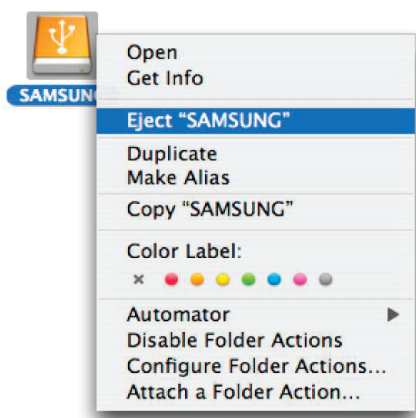 SAMSUN
Open
Get Info
Eject “SAMSUNG”
Duplicate
Make Alias
Copy “SAMSUNG”
Color Label:
Automator
Disable Folder Actions
Configure Folder Actions...
Attach a Folder Action...